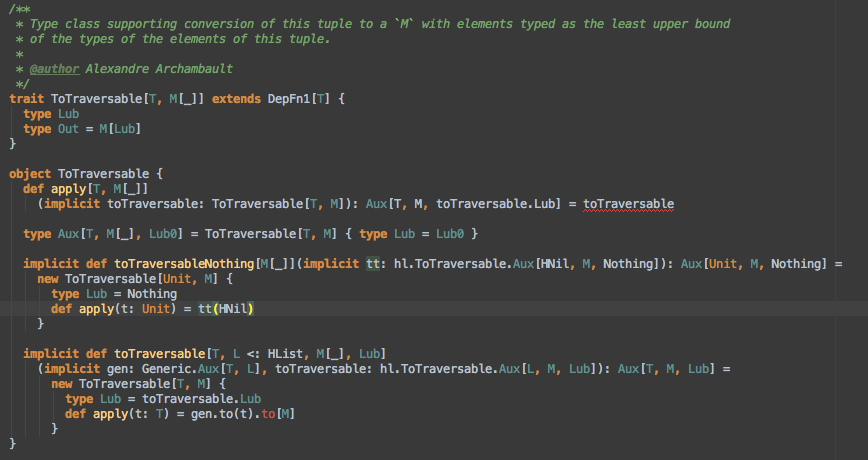 /**
 * Type class supporting conversion of this tuple to a `M` with elements typed as the least upper bound
 * of the types of the elements of this tuple.
 *
 * @author Alexandre Archambault
 */
trait ToTraversable[T, M[_]] extends DepFn1[T] {
  type Lub
  type Out = M[Lub]
}

object ToTraversable {
  def apply[T, M[_]]
    (implicit toTraversable: ToTraversable[T, M]): Aux[T, M, toTraversable.Lub] = toTraversable

  type Aux[T, M[_], Lub0] = ToTraversable[T, M] { type Lub = Lub0 }

  implicit def toTraversableNothing[M[_]](implicit tt: hl.ToTraversable.Aux[HNil, M, Nothing]): Aux[Unit, M, Nothing] =
    new ToTraversable[Unit, M] {
      type Lub = Nothing
      def apply(t: Unit) = tt(HNil)
    }

  implicit def toTraversable[T, L <: HList, M[_], Lub]
    (implicit gen: Generic.Aux[T, L], toTraversable: hl.ToTraversable.Aux[L, M, Lub]): Aux[T, M, Lub] =
      new ToTraversable[T, M] {
        type Lub = toTraversable.Lub
        def apply(t: T) = gen.to(t).to[M]
      }
}